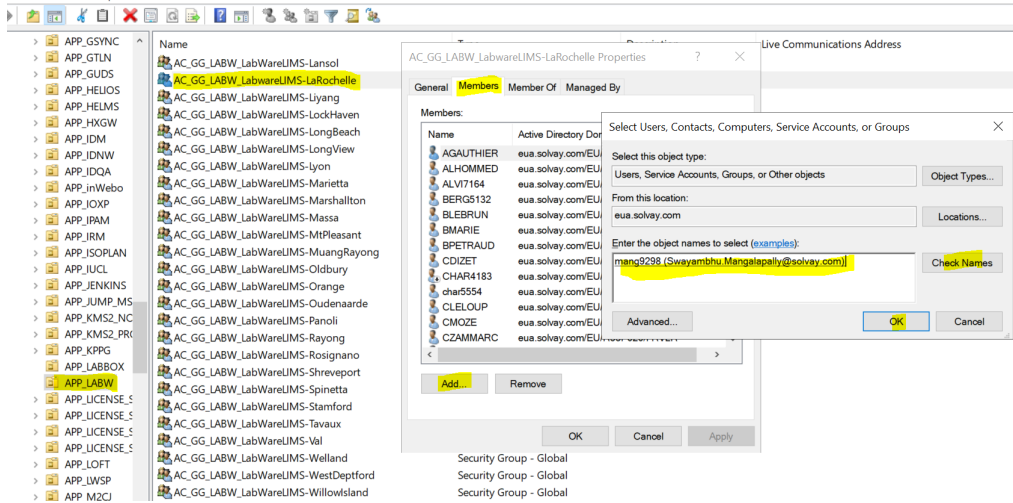 APP_GSYNC
APP_GTLN
APP_GUDS
APP_HELIOS
APP_HELMS
APP_HXGW
APP_IDM
APP_IDNW
APP_IDQA
APP_inWebo
APP_IOXP
APP_IPAM
APP_IRM
APP_ISOPLAN
APP_IUCL
APP_JENKINS
APP_JUMP_MS
APP_KMS2_NC
APP_KMS2_PR
APP_KPPG
APP_LABBOX
APP_LABW
APP_LICENSE_S
APP_LICENSE_S
APP_LICENSE_S
APP_LICENSE_S
APP_LOFT
APP_LWSP
APP_M2CJ
Name
Live Communications Address
AC_GG_LABW_LabWareLIMS-Lansol
AC_GG_LABW_LabwareLIMS-LaRochelle
AC_GG_LABW_LabWareLIMS-Liyang
AC_GG_LABW_LabWareLIMS-LockHaven
AC_GG_LABW_LabWareLIMS-LongBeach
AC_GG_LABW_LabWareLIMS-LongView
AC_GG_LABW_LabWareLIMS-Lyon
AC_GG_LABW_LabWareLIMS-Marietta
AC_GG_LABW_LabWareLIMS-Marshallton
AC_GG_LABW_LabWareLIMS-Massa
AC_GG_LABW_LabWareLIMS-MtPleasant
AC_GG_LABW_LabWareLIMS-MuangRayong
AC_GG_LABW_LabWareLIMS-Oldbury
AC_GG_LABW_LabWareLIMS-Orange
AC_GG_LABW_LabWareLIMS-Oudenaarde
AC_GG_LABW_LabWareLIMS-Panoli
AC_GG_LABW_LabWareLIMS-Rayong
AC_GG_LABW_LabWareLIMS-Rosignano
AC_GG_LABW_LabWareLIMS-Shreveport
AC_GG_LABW_LabWareLIMS-Spinetta
AC_GG_LABW_LabWareLIMS-Stamford
AC_GG_LABW_LabWareLIMS-Tavaux
AC_GG_LABW_LabWareLIMS-Val
AC_GG_LABW_LabWareLIMS-Welland Security Group - Global
AC_GG_LABW_LabWareLIMS-WestDeptford Security Group - Global
AC_GG_LABW_LabWareLIMS-WillowIsland Security Group - Global
AC_GG_LABW_LabwareLIMS-LaRochelle Properties ?
General Members Member Of Managed By
Members:
Name Active Directory Dor
AGAUTHIER eua.solvay.com/EU/
ALHOMMED eua.solvay.com/EU/
ALVI7164 eua.solvay.com/EU/
BERG5132 eua.solvay.com/EU/
BLEBRUN eua.solvay.com/EU/
BMARIE eua.solvay.com/EU/
BPETRAUD eua.solvay.com/EU/
CDIZET eua.solvay.com/EU/
CHAR4183 eua.solvay.com/EU/
char5554 eua.solvay.com/EU/
CLELOUP eua.solvay.com/EU/
CMOZE eua.solvay.com/EU/
CZAMMARC
Add... Remove
OK Cancel Apply
Select Users, Contacts, Computers, Service Accounts, or Groups
Select this object type:
Users, Service Accounts, Groups, or Other objects Object Types...
From this location:
eua.solvay.com Locations...
Enter the object names to select (examples):
mang9298 (Swayambhu.Mangalapally@solvay.com) Check Names
Advanced... OK Cancel